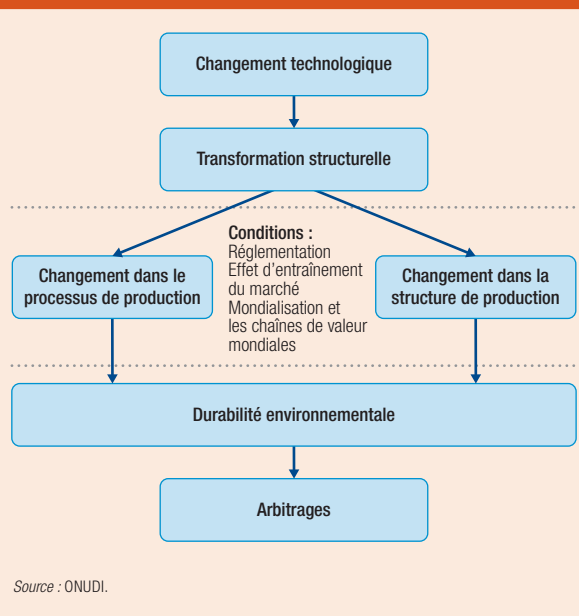 Changement technologique
Transformation structurelle
Conditions :
Réglementation
Effet d'entraînement
du marché
Mondialisation et
les chaînes de valeur
mondiales
Changement dans le
processus de production
Changement dans la
structure de production
Durabilité environnementale
Arbitrages
Source : ONUDI.